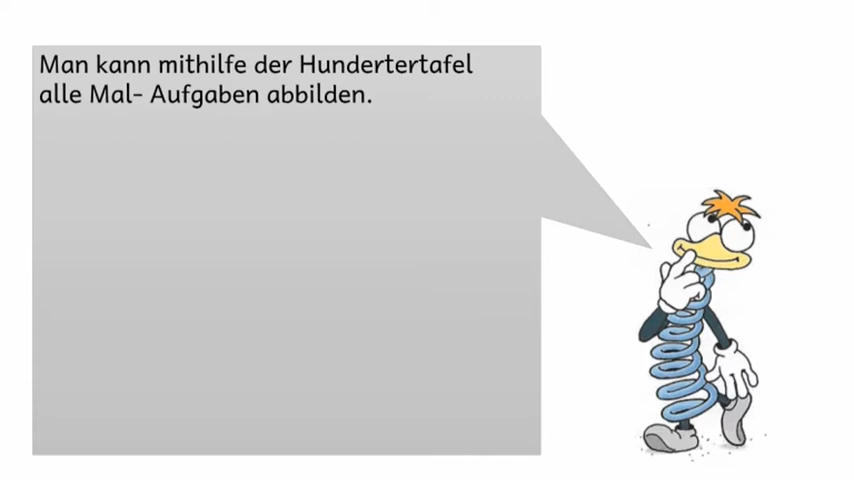 Man kann mithilfe der Hundertertafel
alle Mal- Aufgaben abbilden.